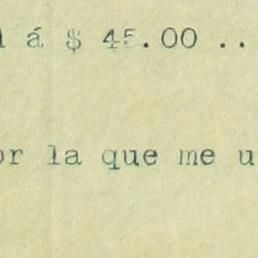 á $ 45.00 ..
la que me u